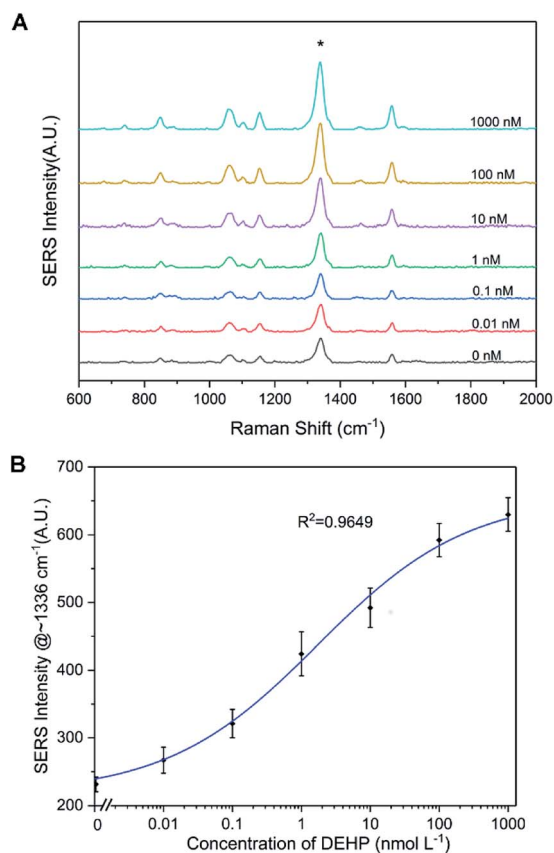 A
*
1000 nM
100 nM
10 nM
1 nM
0.1 nM
0.01 nM
0 nM
SERS Intensity(A.U.)
600 800 1000 1200 1400 1600 1800 2000
Raman Shift (cm⁻¹)
B
700
600
500
400
300
200
R²=0.9649
SERS Intensity @~1336 cm⁻¹(A.U.)
0 0.01 0.1 1 10 100 1000
Concentration of DEHP (nmol L⁻¹)